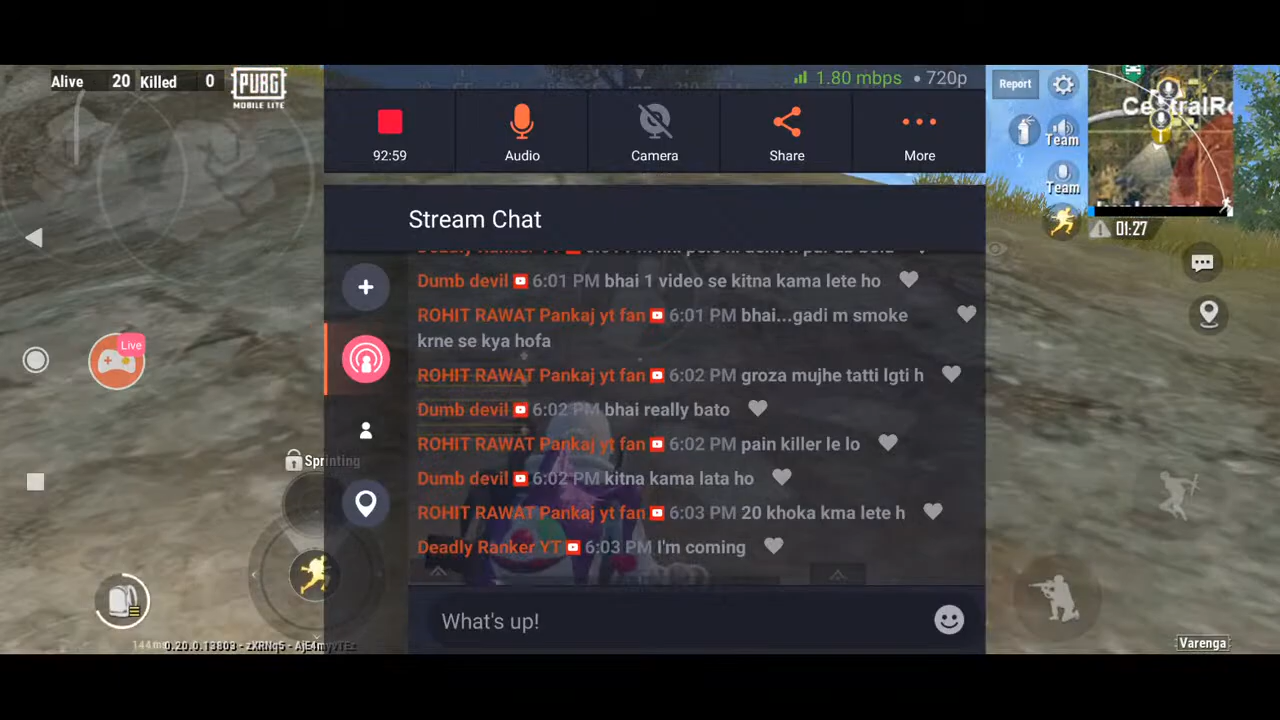 Alive 20 Killed 0 PUBG MOBILE LITE
1.80 mbps • 720p
Report
CentralRo
Team
Team
01:27
92:59 Audio Camera Share More
Stream Chat
Dumb devil 6:01 PM bhai 1 video se kitna kama lete ho
ROHIT RAWAT Pankaj yt fan 6:01 PM bhai...gadi m smoke
krne se kya hofa
Live
ROHIT RAWAT Pankaj yt fan 6:02 PM groza mujhe tatti lgti h
Dumb devil 6:02 PM bhai really bato
ROHIT RAWAT Pankaj yt fan 6:02 PM pain killer le lo
Sprinting
Dumb devil 6:02 PM kitna kama lata ho
ROHIT RAWAT Pankaj yt fan 6:03 PM 20 khoka kma lete h
Deadly Ranker YT 6:03 PM I'm coming
What's up!
Varenga